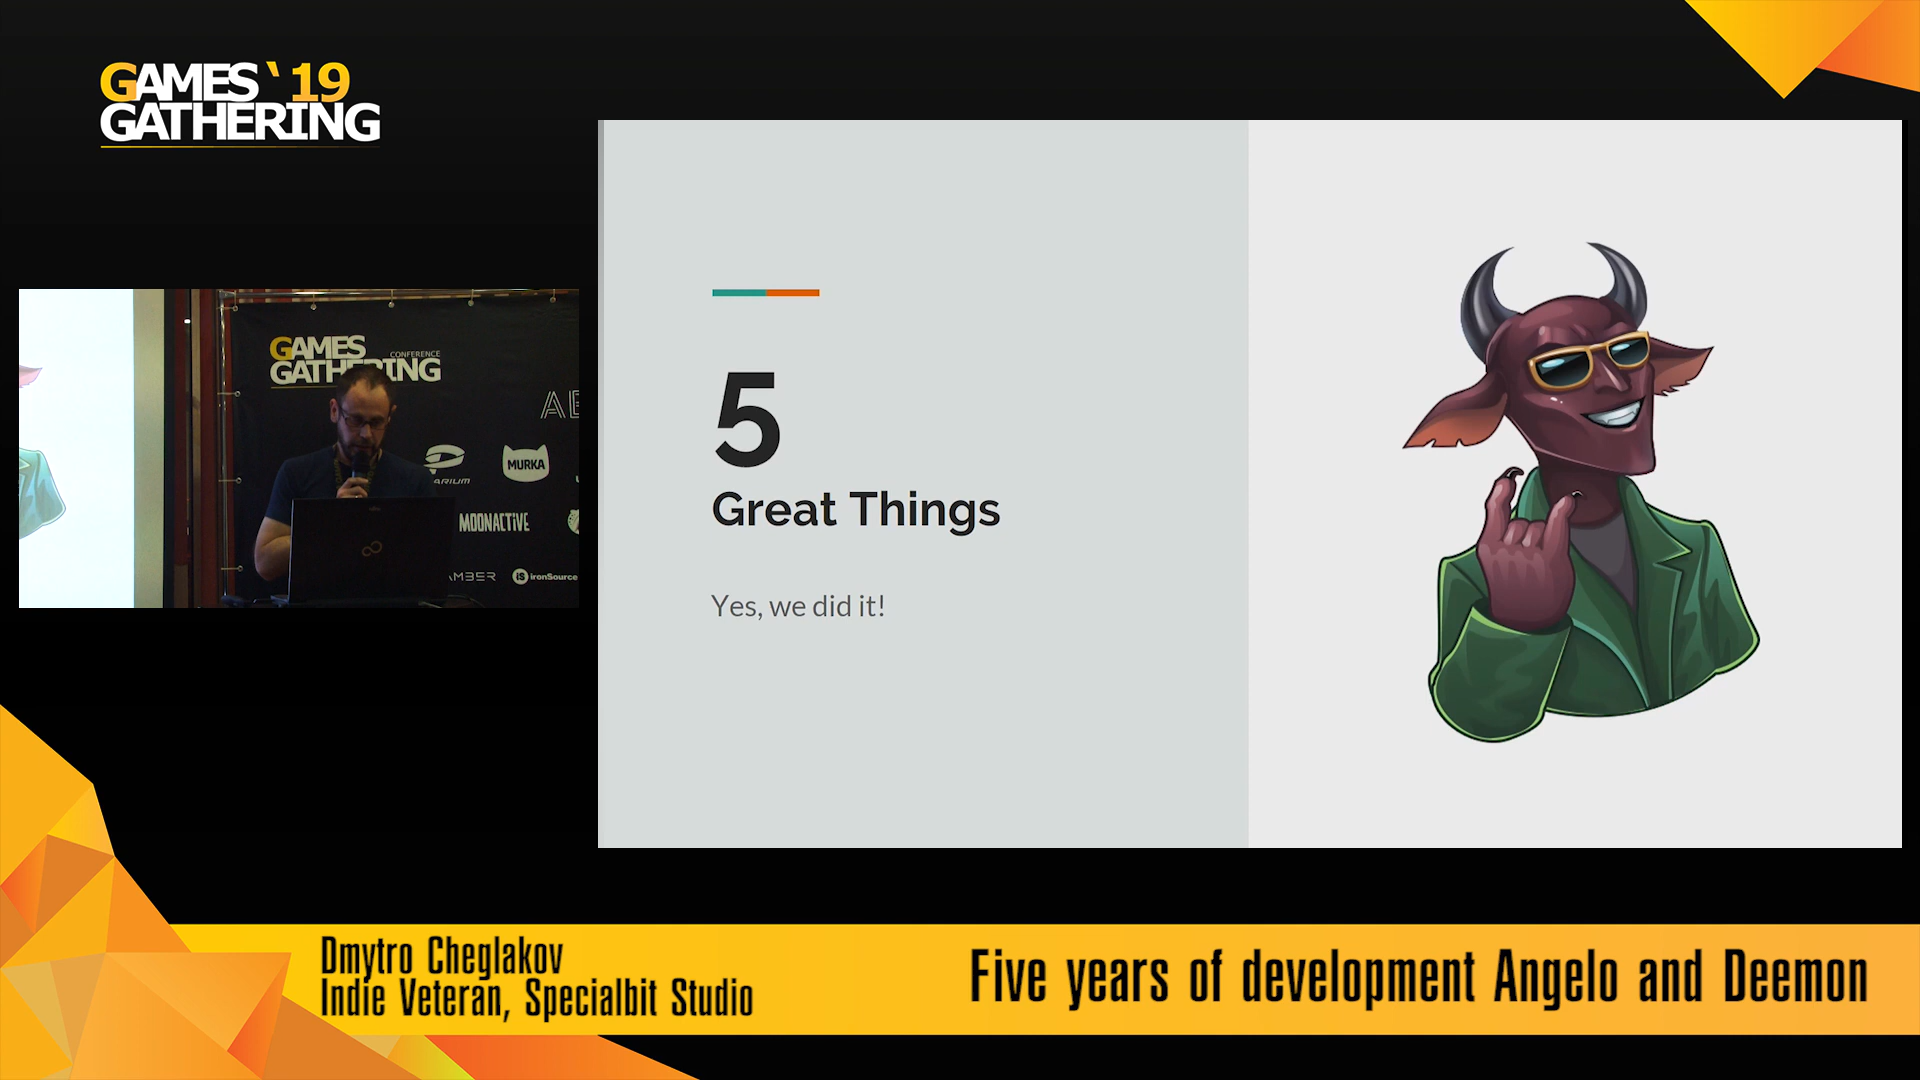 GAMES `19
GATHERING
GAMES
CONFERENCE
GATHERING
MURKA
MOONACTIVE
ironSource
5
Great Things
Yes, we did it!
Dmytro Cheglakov
Indie Veteran, Specialbit Studio
Five years of development Angelo and Deemon